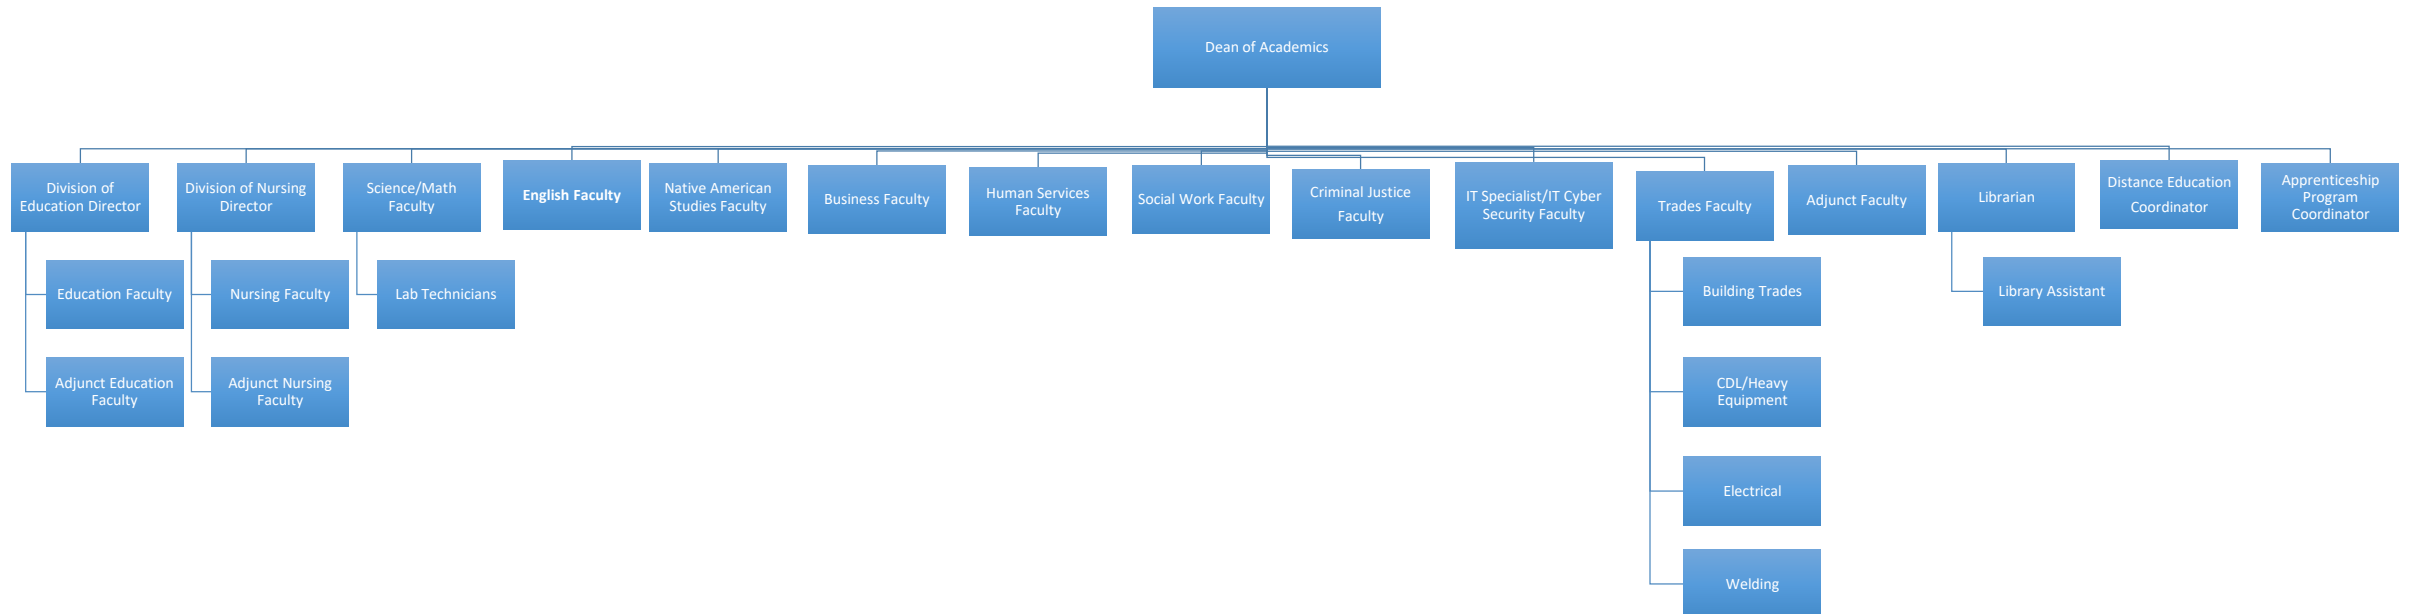 Dean of Academics
Division of
Education Director
Division of Nursing
Director
Science/Math
Faculty
English Faculty
Native American
Studies Faculty
Business Faculty
Human Services
Faculty
Social Work Faculty
Criminal Justice
Faculty
IT Specialist/IT Cyber
Security Faculty
Trades Faculty
Adjunct Faculty
Librarian
Distance Education
Coordinator
Apprenticeship
Program
Coordinator
Education Faculty
Nursing Faculty
Lab Technicians
Building Trades
Library Assistant
Adjunct Education
Faculty
Adjunct Nursing
Faculty
CDL/Heavy
Equipment
Electrical
Welding